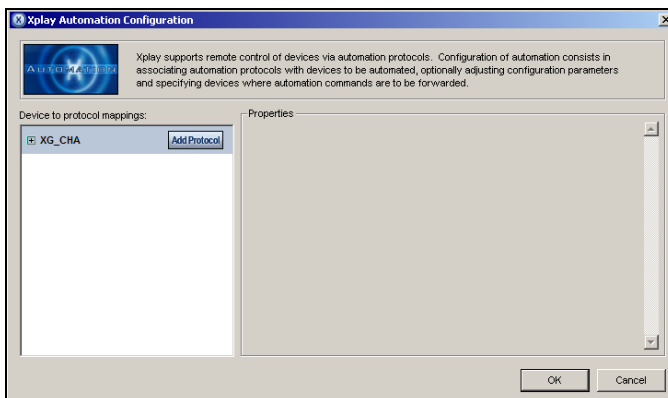 Xplay Automation Configuration
AUTOMATION
Xplay supports remote control of devices via automation protocols. Configuration of automation consists in
associating automation protocols with devices to be automated, optionally adjusting configuration parameters
and specifying devices where automation commands are to be forwarded.
Device to protocol mappings:
Properties
XG_CHA
Add Protocol
OK
Cancel